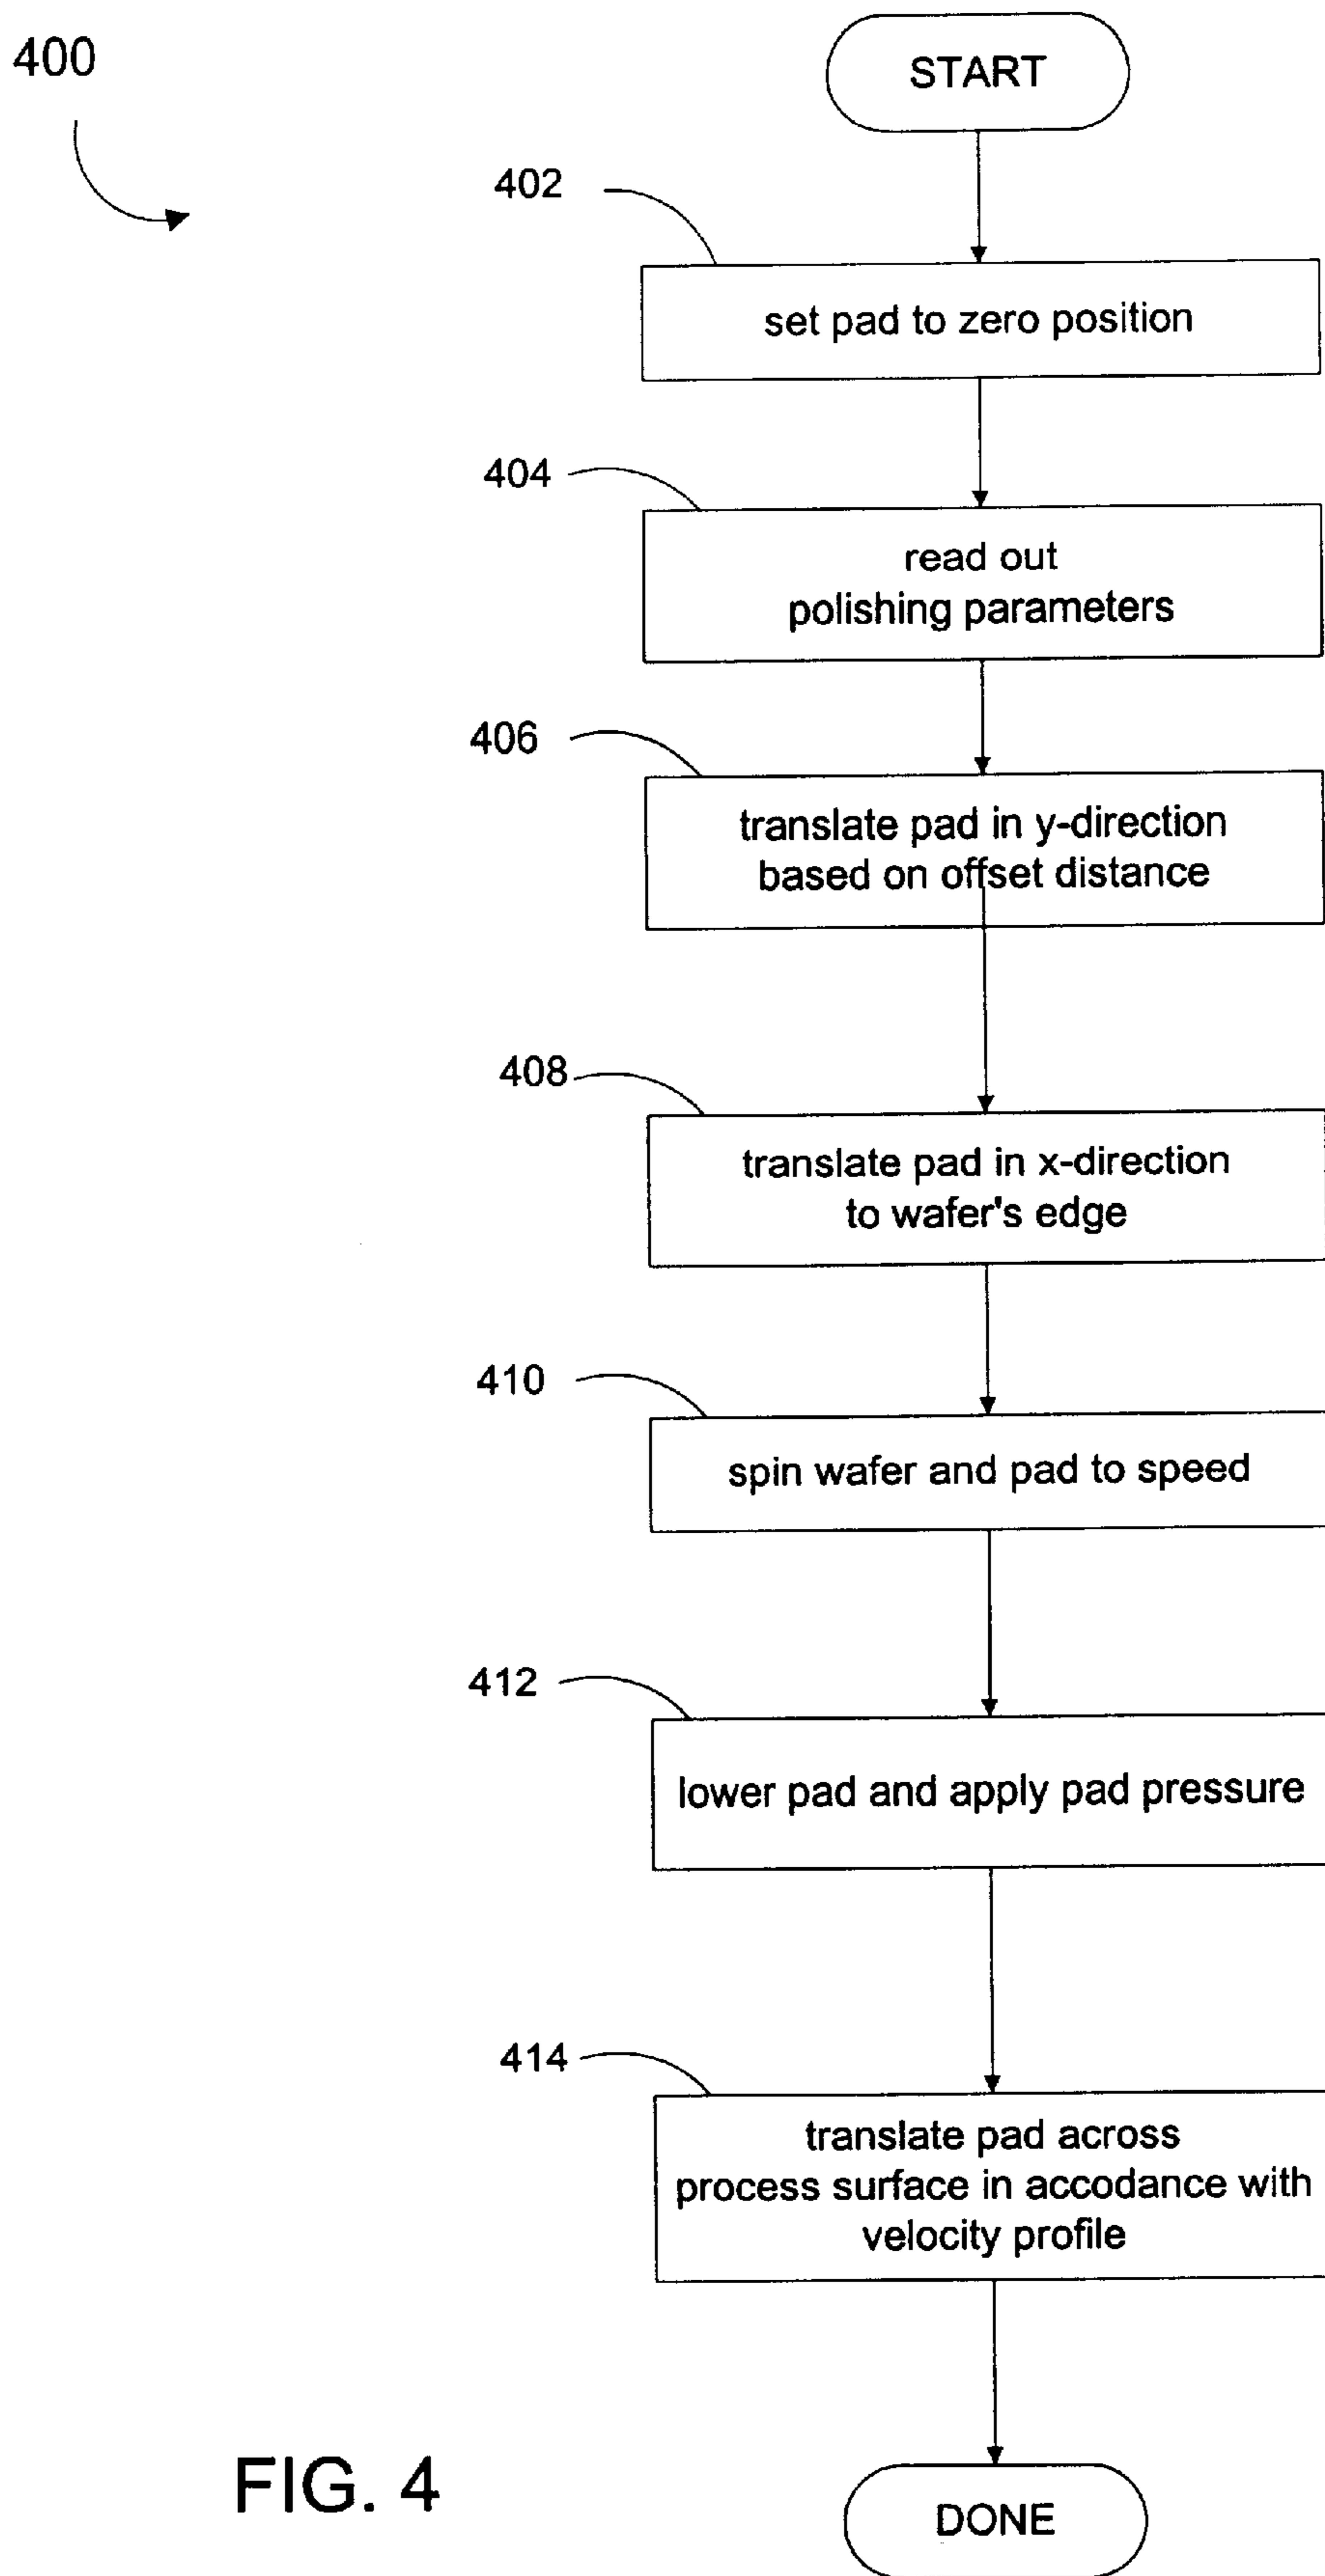 400
START
402
set pad to zero position
404
read out
polishing parameters
406
translate pad in y-direction
based on offset distance
408
translate pad in x-direction
to wafer's edge
410
spin wafer and pad to speed
412
lower pad and apply pad pressure
414
translate pad across
process surface in accodance with
velocity profile
FIG. 4
DONE